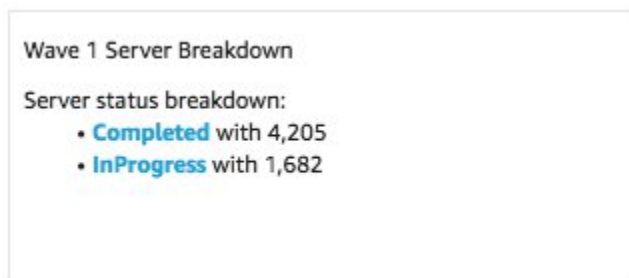 Wave 1 Server Breakdown
Server status breakdown:
• Completed with 4,205
• InProgress with 1,682